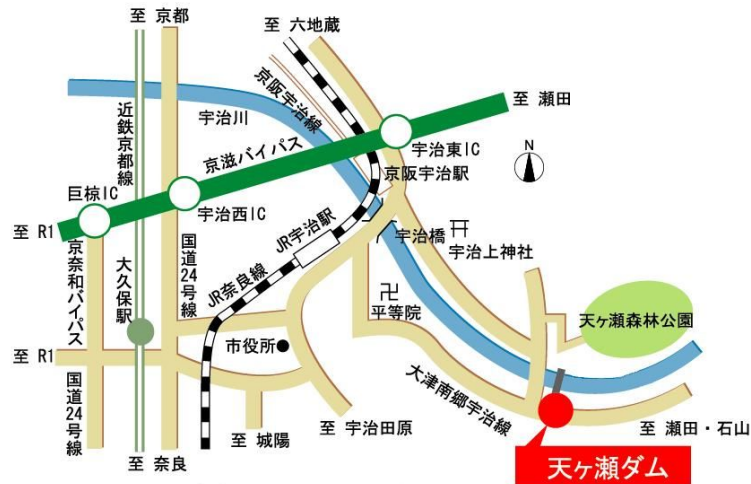 至 京都
至 六地蔵
近鉄京都線
宇治川
京阪宇治線
至 瀬田
京滋バイパス
宇治東IC
N
京阪宇治駅
巨椋IC
宇治西IC
至 R1
JR宇治駅
宇治橋
宇治上神社
京奈和バイパス
大久保駅
国道24号線
JR奈良線
卍
平等院
天ヶ瀬森林公園
市役所
至 R1
大津南郷宇治線
国道24号線
至 城陽
至 宇治田原
至 瀬田・石山
至 奈良
天ヶ瀬ダム